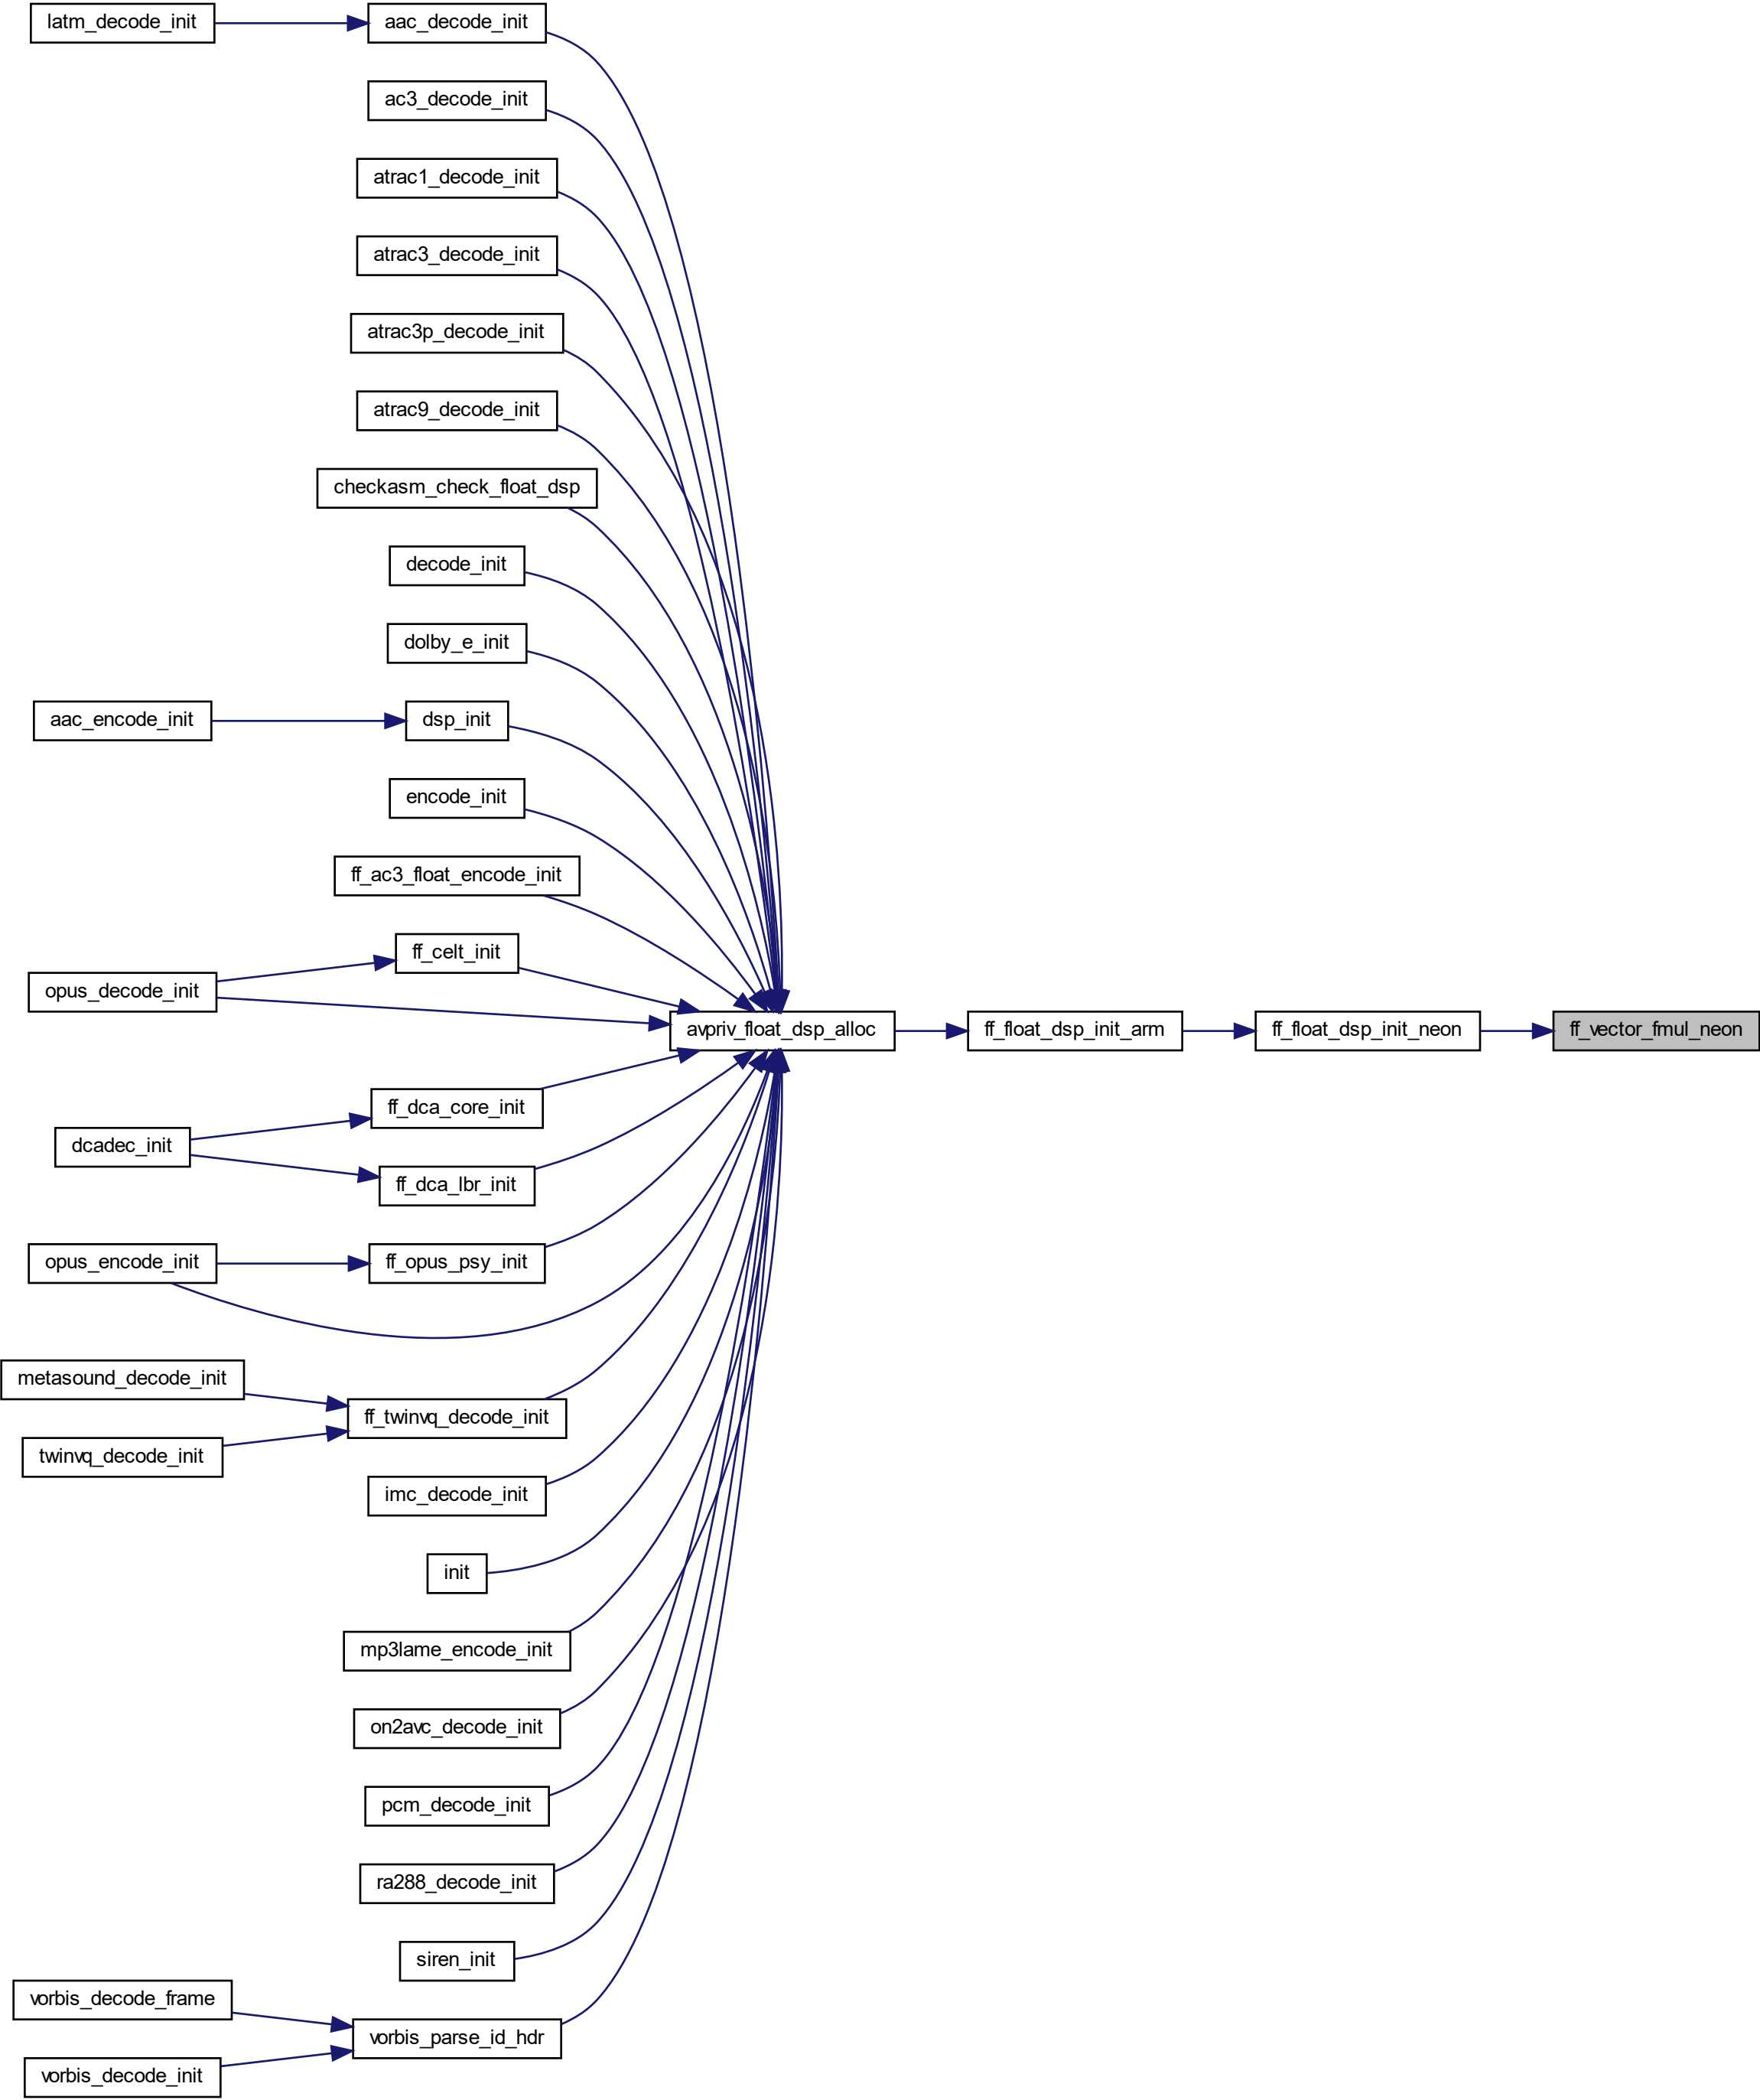 latm_decode_init
aac_decode_init
ac3_decode_init
atrac1_decode_init
atrac3_decode_init
atrac3p_decode_init
atrac9_decode_init
checkasm_check_float_dsp
decode_init
dolby_e_init
aac_encode_init
dsp_init
encode_init
ff_ac3_float_encode_init
ff_celt_init
opus_decode_init
avpriv_float_dsp_alloc
ff_float_dsp_init_arm
ff_float_dsp_init_neon
ff_vector_fmul_neon
ff_dca_core_init
dcadec_init
ff_dca_lbr_init
opus_encode_init
ff_opus_psy_init
metasound_decode_init
ff_twinvq_decode_init
twinvq_decode_init
imc_decode_init
init
mp3lame_encode_init
on2avc_decode_init
pcm_decode_init
ra288_decode_init
siren_init
vorbis_decode_frame
vorbis_parse_id_hdr
vorbis_decode_init